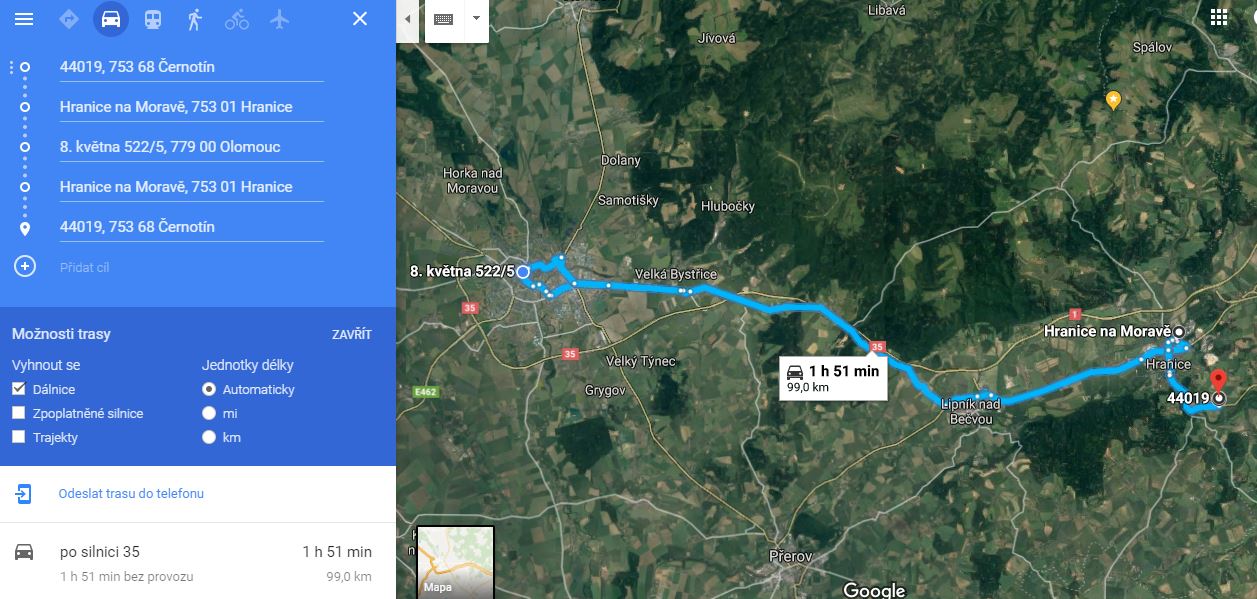 44019, 753 68 Černotín
Hranice na Moravě, 753 01 Hranice
8. května 522/5, 779 00 Olomouc
Hranice na Moravě, 753 01 Hranice
44019, 753 68 Černotín
Přidat cíl
Možnosti trasy
ZAVŘÍT
Vyhnout se
Jednotky délky
Dálnice
Automaticky
Zpoplatněné silnice
mi
Trajekty
km
Odeslat trasu do telefonu
po silnici 35
1 h 51 min
1 h 51 min bez provozu
99,0 km
Libavá
Jívová
Spálov
Dolany
Horka nad
Moravou
Samotišky
Hlubočky
8. května 522/5
Velká Bystřice
35
1
Hranice na Moravě
35
35
Velký Týnec
1 h 51 min
99,0 km
Hranice
Grygov
E462
44019
Lipník nad
Bečvou
Přerov
Mapa
Google